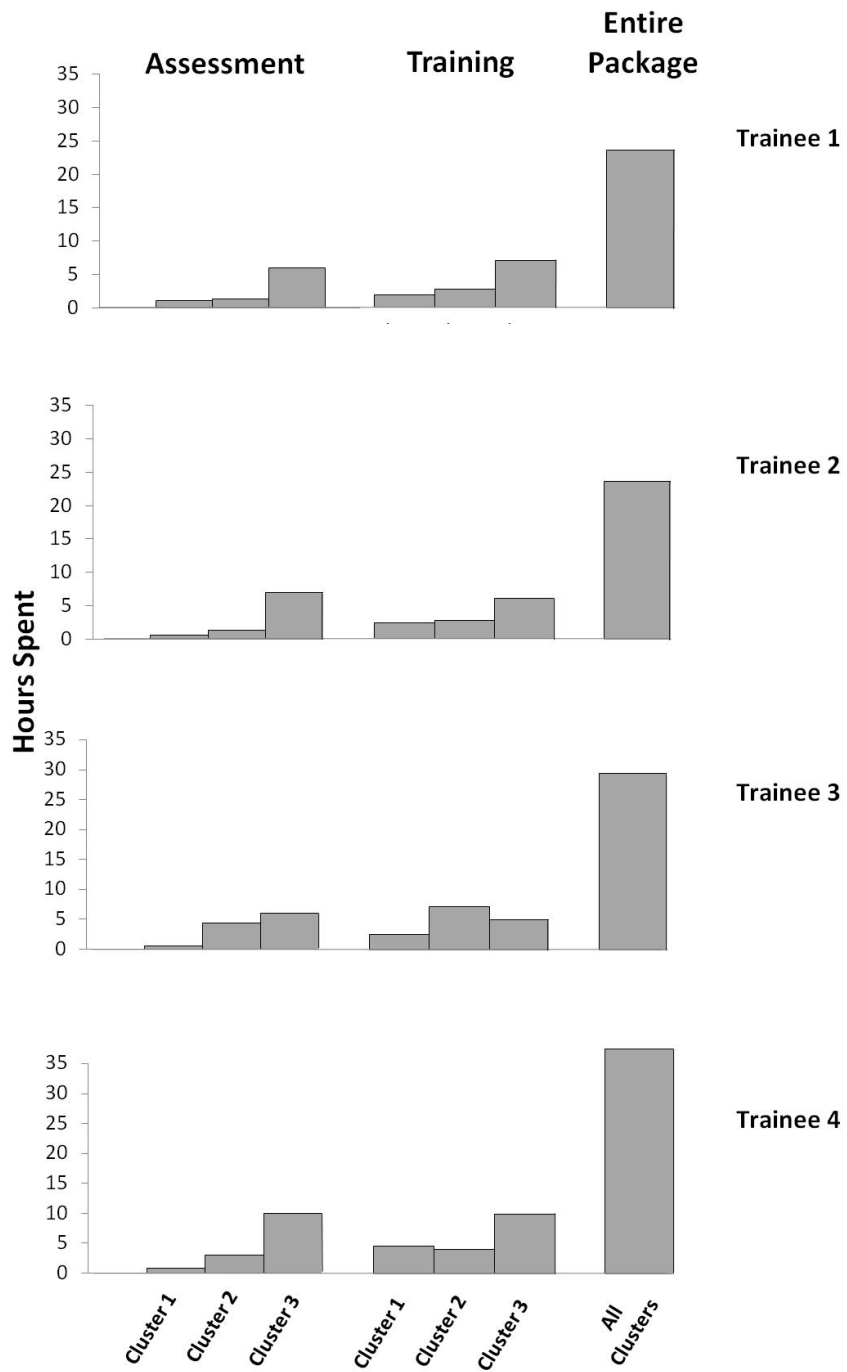 Assessment
Training
Entire
Package
35
30
25
20
15
10
5
0
Trainee 1
35
30
25
20
15
10
5
0
Trainee 2
Hours Spent
35
30
25
20
15
10
5
0
Trainee 3
35
30
25
20
15
10
5
0
Trainee 4
Cluster 1
Cluster 2
Cluster 3
Cluster 1
Cluster 2
Cluster 3
All
Clusters